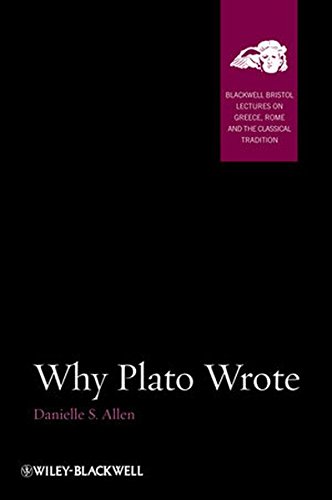 BLACKWELL BRISTOL
LECTURES ON
GREECE, ROME
AND THE CLASSICAL
TRADITION
Why Plato Wrote
Danielle S. Allen
WILEY-BLACKWELL